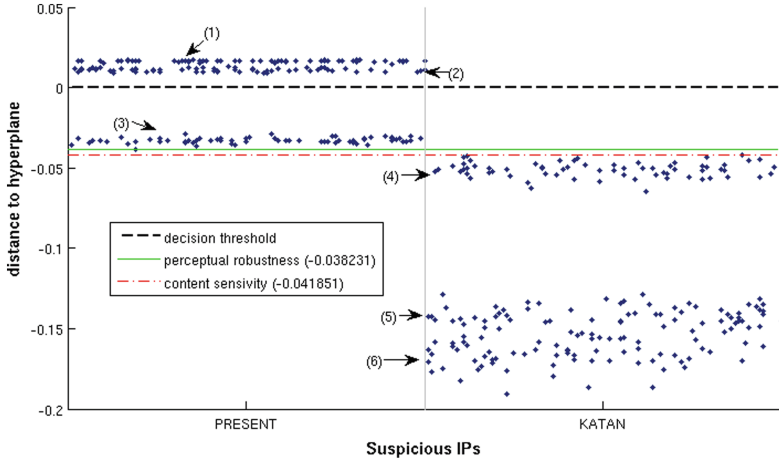 0.05
(1)
(2)
0
(3)
-0.05
(4)
decision threshold
perceptual robustness (-0.038231)
content sensivity (-0.041851)
-0.1
(5)
-0.15
(6)
-0.2
PRESENT
KATAN
distance to hyperplane
Suspicious IPs